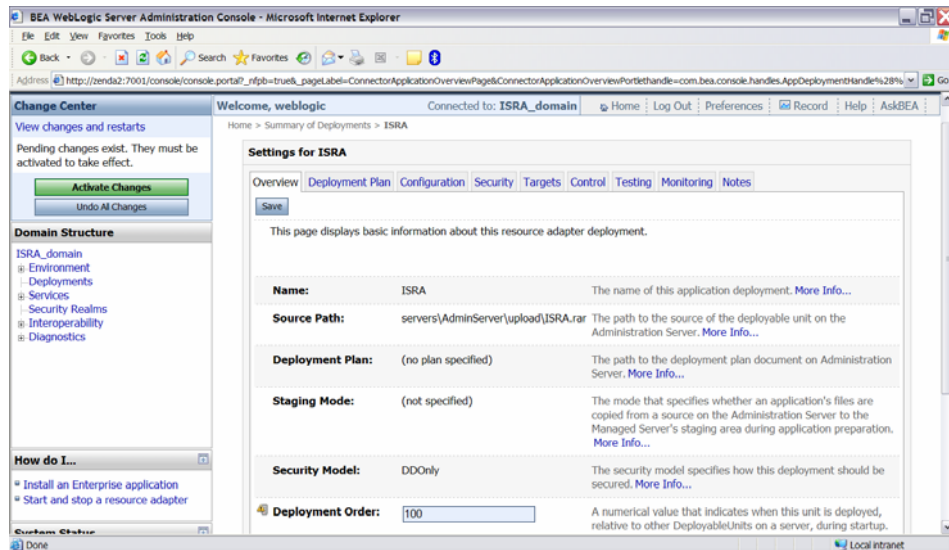 BEA WebLogic Server Administration Console - Microsoft Internet Explorer
File Edit View Favorites Tools Help
Back Search Favorites
Address http://zenda2:7001/console/console.portal?_nfpb=true&_pageLabel=ConnectorApplicationOverviewPage&ConnectorApplicationOverviewPortlethandle=com.bea.console.handles.AppDeploymentHandle%28% Go
Change Center
Welcome, weblogic Connected to: ISRA_domain Home Log Out Preferences Record Help AskBEA
View changes and restarts
Home > Summary of Deployments > ISRA
Pending changes exist. They must be
activated to take effect.
Activate Changes
Undo All Changes
Domain Structure
ISRA_domain
Environment
Deployments
Services
Security Realms
Interoperability
Diagnostics
How do I...
Install an Enterprise application
Start and stop a resource adapter
System Status
Settings for ISRA
Overview Deployment Plan Configuration Security Targets Control Testing Monitoring Notes
Save
This page displays basic information about this resource adapter deployment.
Name: ISRA The name of this application deployment. More Info...
Source Path: servers\AdminServer\upload\ISRA.rar The path to the source of the deployable unit on the
Administration Server. More Info...
Deployment Plan: (no plan specified) The path to the deployment plan document on Administration
Server. More Info...
Staging Mode: (not specified) The mode that specifies whether an application's files are
copied from a source on the Administration Server to the
Managed Server's staging area during application preparation.
More Info...
Security Model: DDOnly The security model specifies how this deployment should be
secured. More Info...
Deployment Order: 100 A numerical value that indicates when this unit is deployed,
relative to other DeployableUnits on a server, during startup.
Done Local intranet